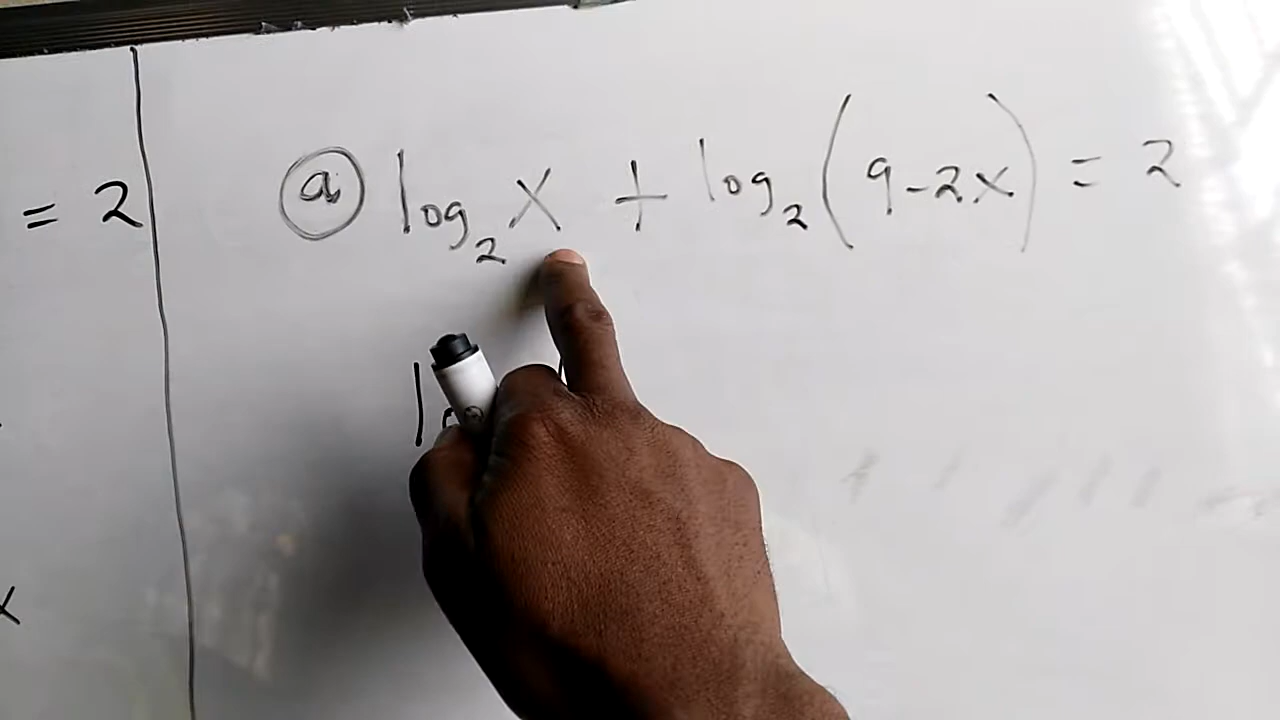 = 2
ⓐ log₂ x + log₂ (9-2x) = 2
x